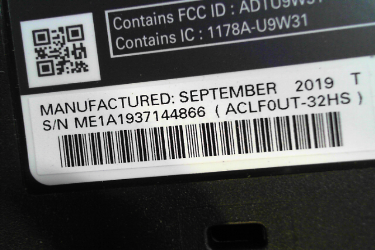 Contains FCC ID : ADTU9W31
Contains IC : 1178A-U9W31
MANUFACTURED: SEPTEMBER 2019 T
S/N ME1A1937144866 ( ACLF0UT-32HS )